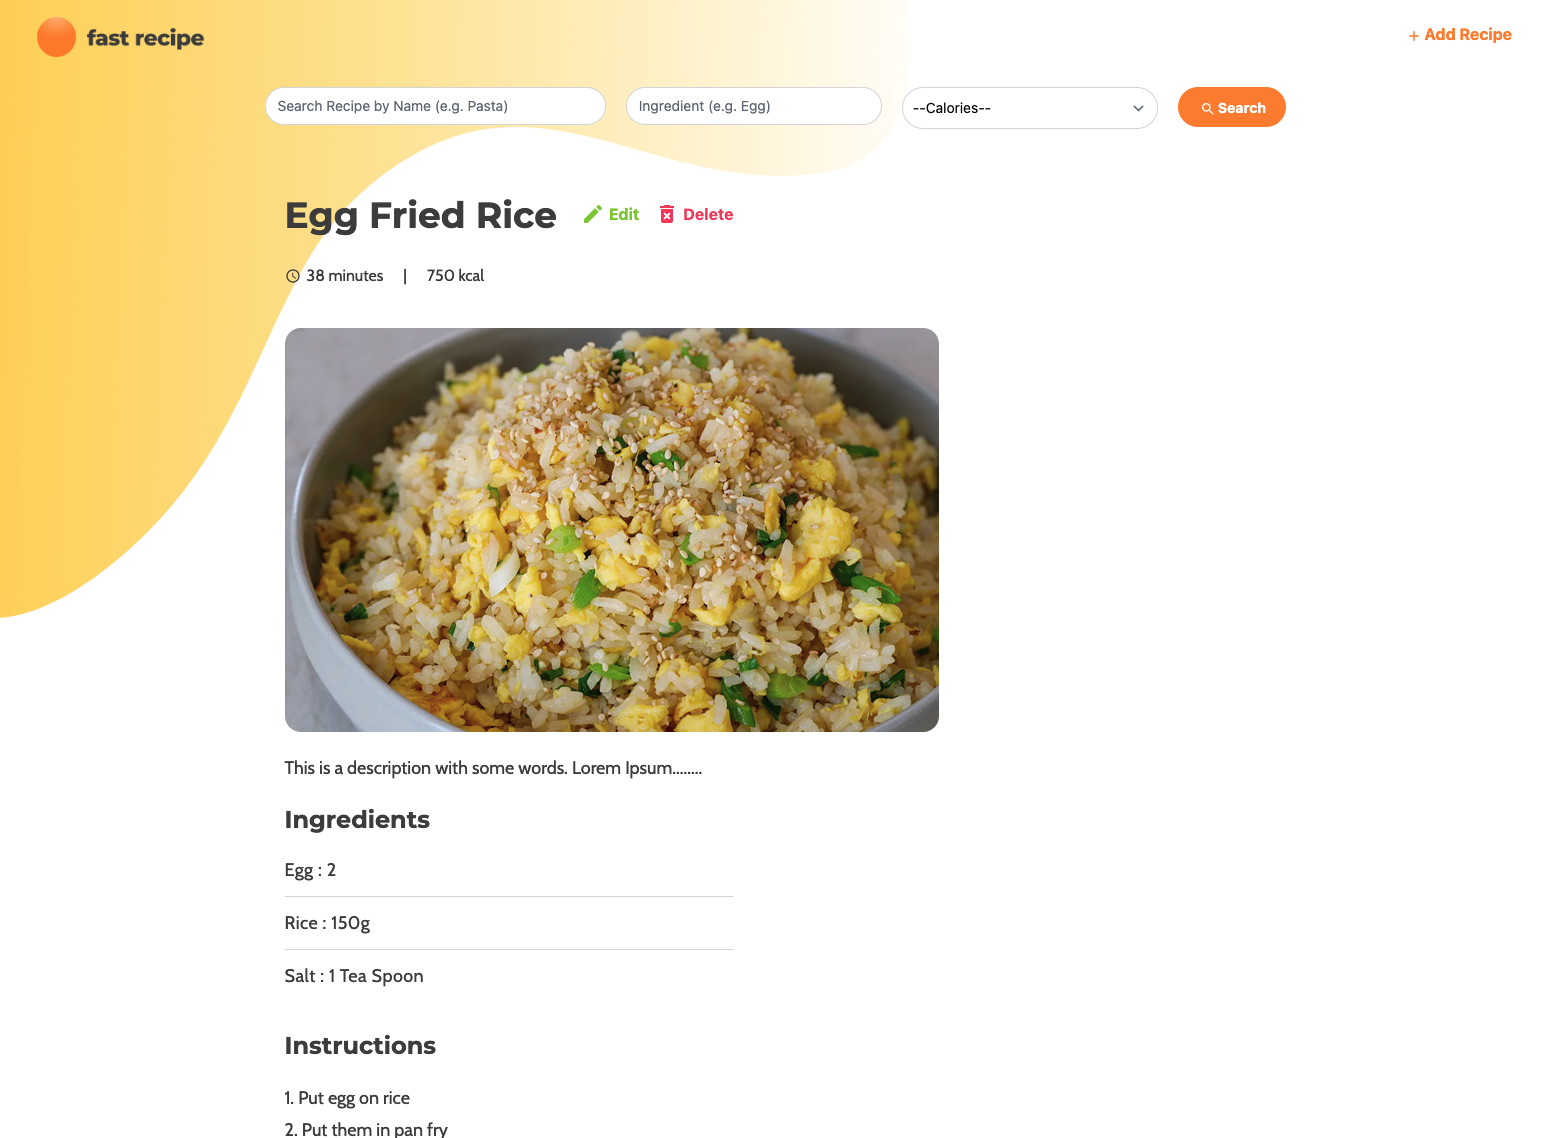 fast recipe
+ Add Recipe
Search Recipe by Name (e.g. Pasta)
Ingredient (e.g. Egg)
--Calories--
Search
Egg Fried Rice
Edit
Delete
38 minutes | 750 kcal
This is a description with some words. Lorem Ipsum........
Ingredients
Egg : 2
Rice : 150g
Salt : 1 Tea Spoon
Instructions
1. Put egg on rice
2. Put them in pan fry